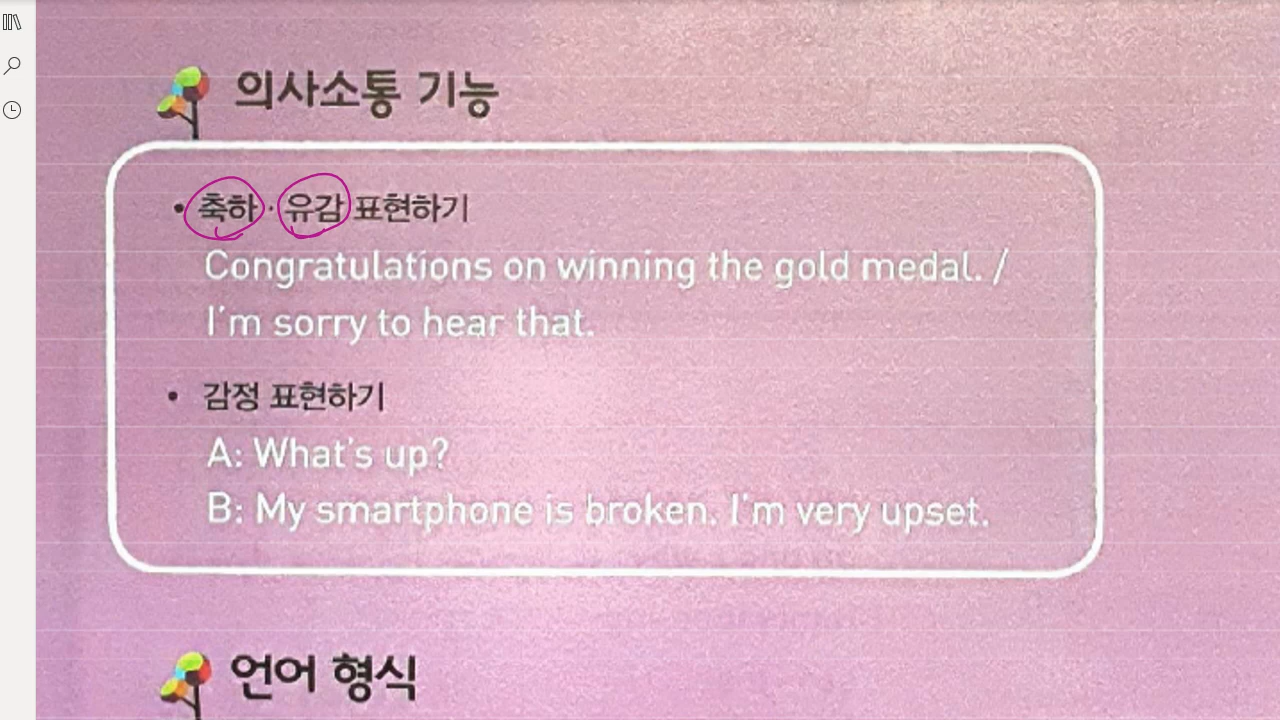 의사소통 기능
• 축하 · 유감 표현하기
Congratulations on winning the gold medal. /
I'm sorry to hear that.
• 감정 표현하기
A: What's up?
B: My smartphone is broken. I'm very upset.
언어 형식